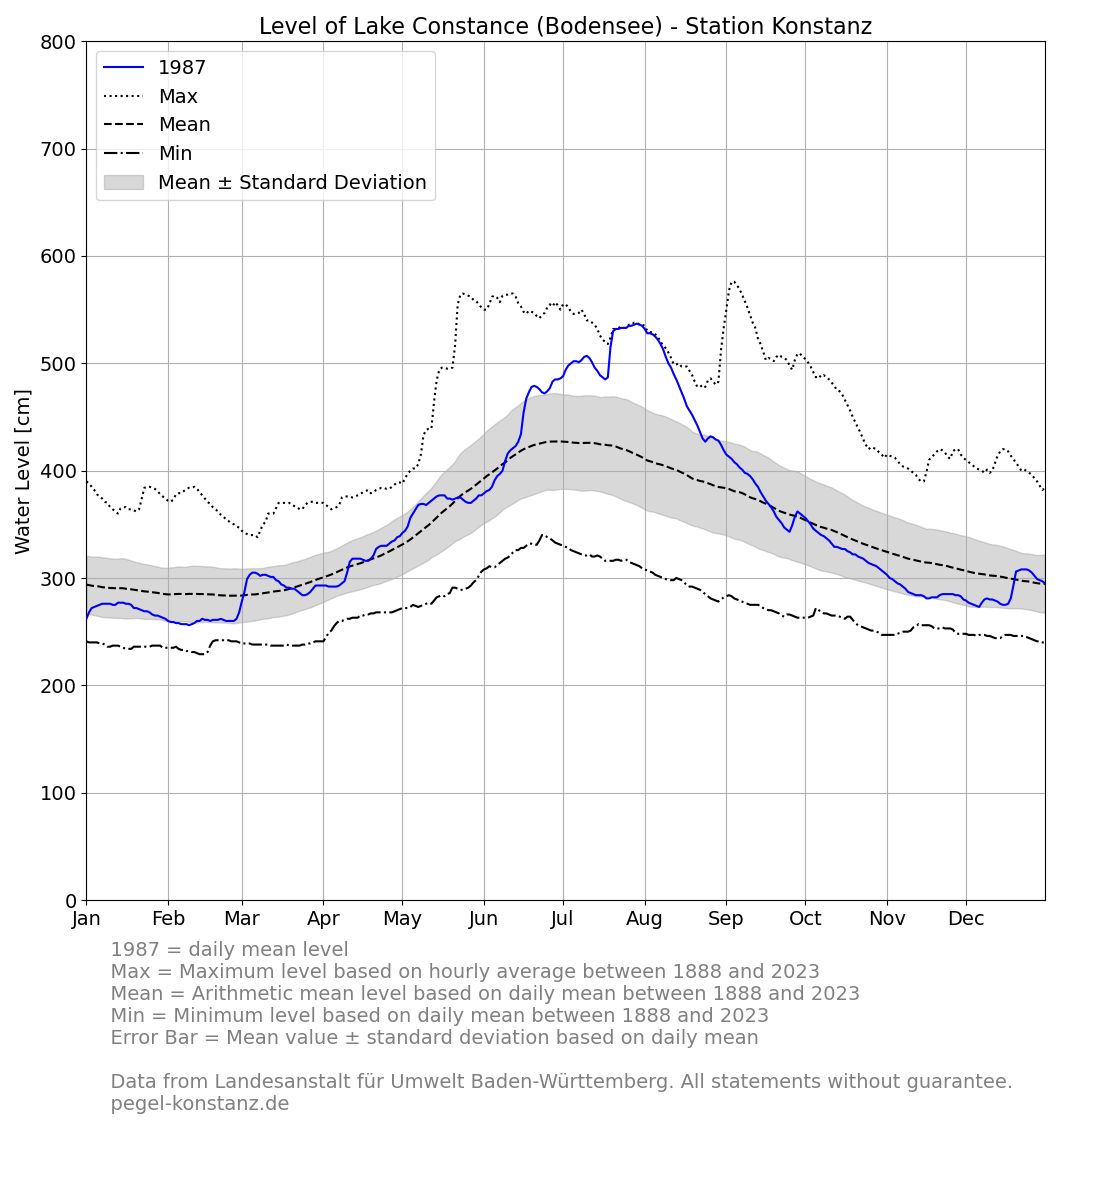 Level of Lake Constance (Bodensee) - Station Konstanz
800
700
600
500
400
300
200
100
0
Water Level [cm]
1987
Max
Mean
Min
Mean ± Standard Deviation
Jan Feb Mar Apr May Jun Jul Aug Sep Oct Nov Dec
1987 = daily mean level
Max = Maximum level based on hourly average between 1888 and 2023
Mean = Arithmetic mean level based on daily mean between 1888 and 2023
Min = Minimum level based on daily mean between 1888 and 2023
Error Bar = Mean value ± standard deviation based on daily mean
Data from Landesanstalt für Umwelt Baden-Württemberg. All statements without guarantee.
pegel-konstanz.de